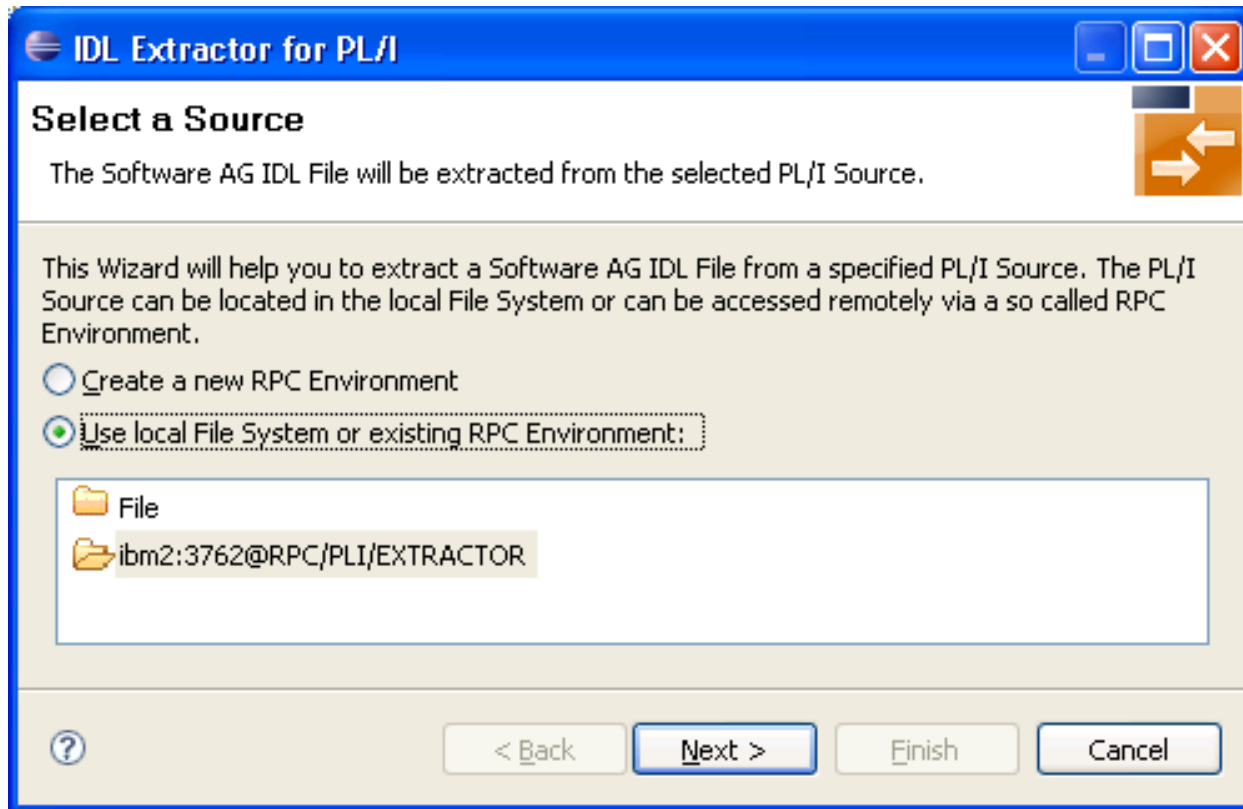 IDL Extractor for PL/I
Select a Source
The Software AG IDL File will be extracted from the selected PL/I Source.
This Wizard will help you to extract a Software AG IDL File from a specified PL/I Source. The PL/I
Source can be located in the local File System or can be accessed remotely via a so called RPC
Environment.
Create a new RPC Environment
Use local File System or existing RPC Environment:
File
ibm2:3762@RPC/PLI/EXTRACTOR
? < Back Next > Finish Cancel